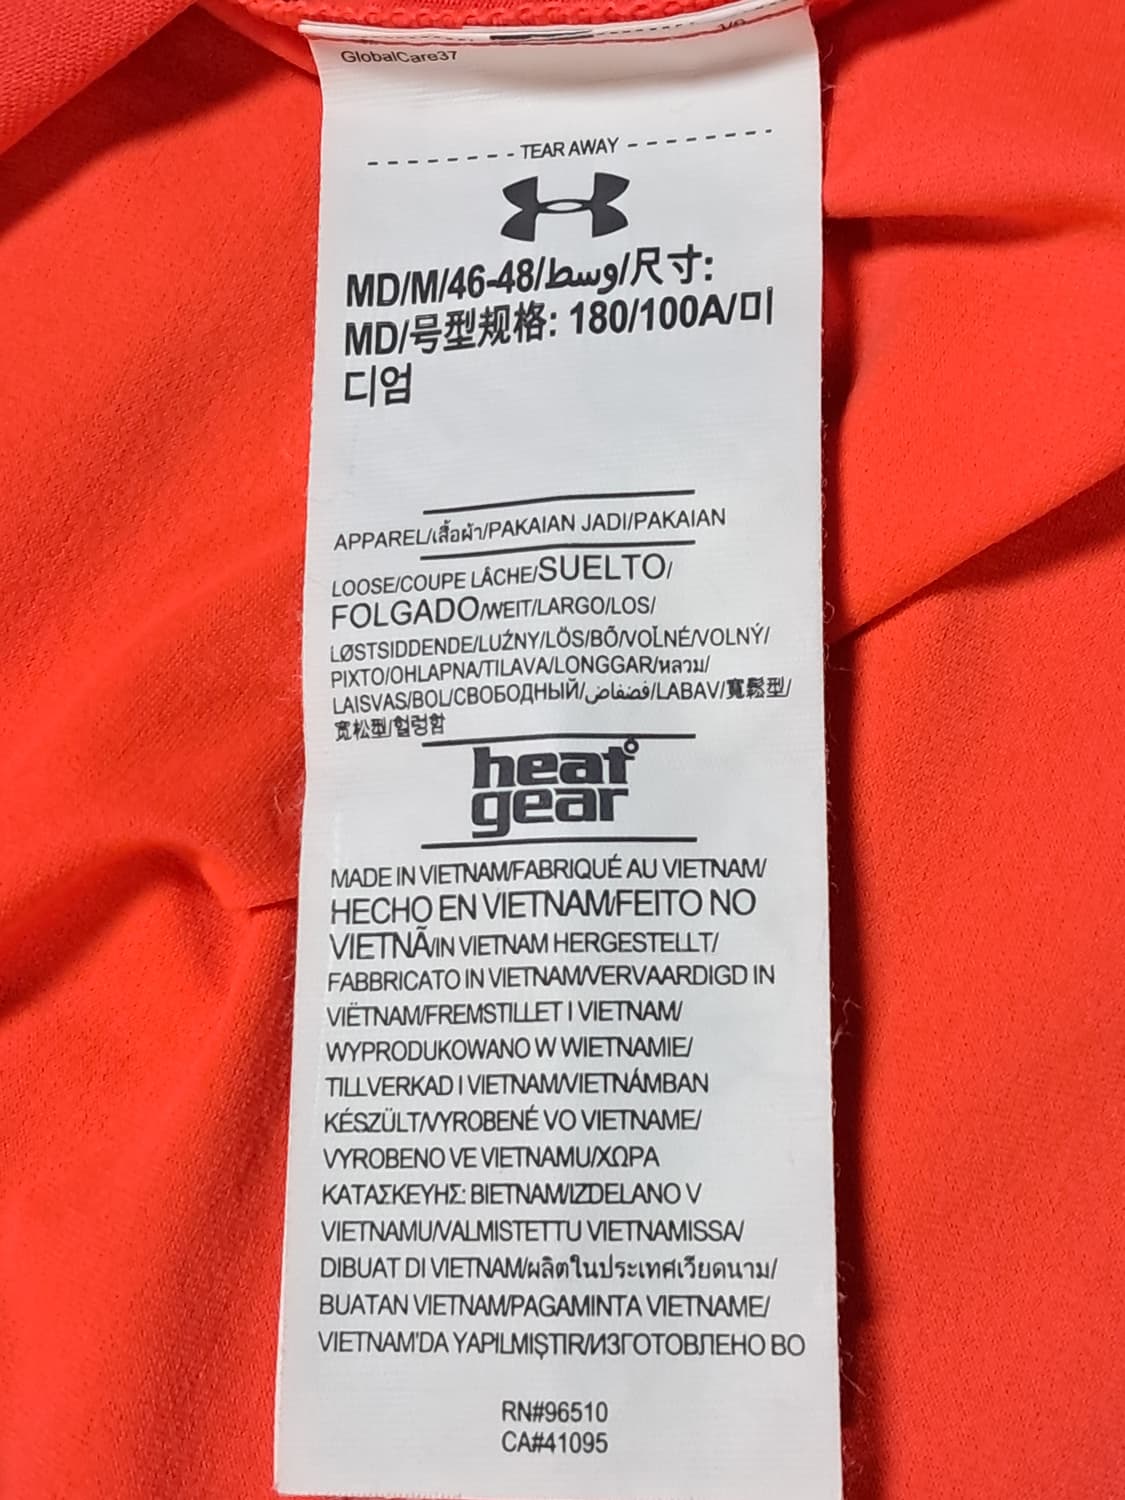 GlobalCare37
TEAR AWAY
MD/M/46-48/وسط/尺寸:
MD/号型规格: 180/100A/미
디엄
APPAREL/เสื้อผ้า/PAKAIAN JADI/PAKAIAN
LOOSE/COUPE LÂCHE/SUELTO/
FOLGADO/WEIT/LARGO/LOS/
LØSTSIDDENDE/LUŹNY/LÖS/BŐ/VOĽNÉ/VOLNÝ/
ΡΙΧΤΟ/OHLAPNA/TILAVA/LONGGAR/หลวม/
LAISVAS/BOL/СВОБОДНЫЙ/فضفاض/LABAV/寬鬆型/
宽松型/헐렁함
heat
gear
MADE IN VIETNAM/FABRIQUÉ AU VIETNAM/
HECHO EN VIETNAM/FEITO NO
VIETNÃ/IN VIETNAM HERGESTELLT/
FABBRICATO IN VIETNAM/VERVAARDIGD IN
VIËTNAM/FREMSTILLET I VIETNAM/
WYPRODUKOWANO W WIETNAMIE/
TILLVERKAD I VIETNAM/VIETNÁMBAN
KÉSZÜLT/VYROBENÉ VO VIETNAME/
VYROBENO VE VIETNAMU/ΧΩΡΑ
ΚΑΤΑΣΚΕΥΗΣ: ΒΙΕΤΝΑΜ/IZDELANO V
VIETNAMU/VALMISTETTU VIETNAMISSA/
DIBUAT DI VIETNAM/ผลิตในประเทศเวียดนาม/
BUATAN VIETNAM/PAGAMINTA VIETNAME/
VIETNAM'DA YAPILMIŞTIR/ИЗГОТОВЛЕНО ВО
RN#96510
CA#41095